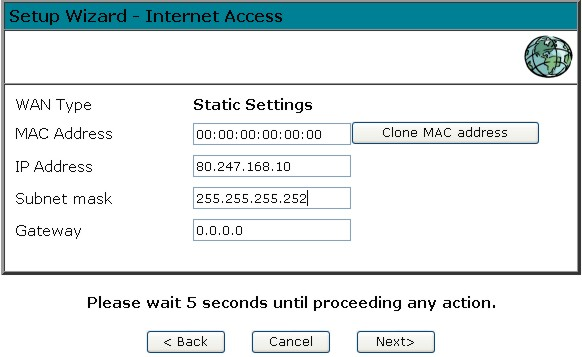 Setup Wizard - Internet Access
WAN Type Static Settings
MAC Address 00:00:00:00:00:00 Clone MAC address
IP Address 80.247.168.10
Subnet mask 255.255.255.252
Gateway 0.0.0.0
Please wait 5 seconds until proceeding any action.
< Back Cancel Next>